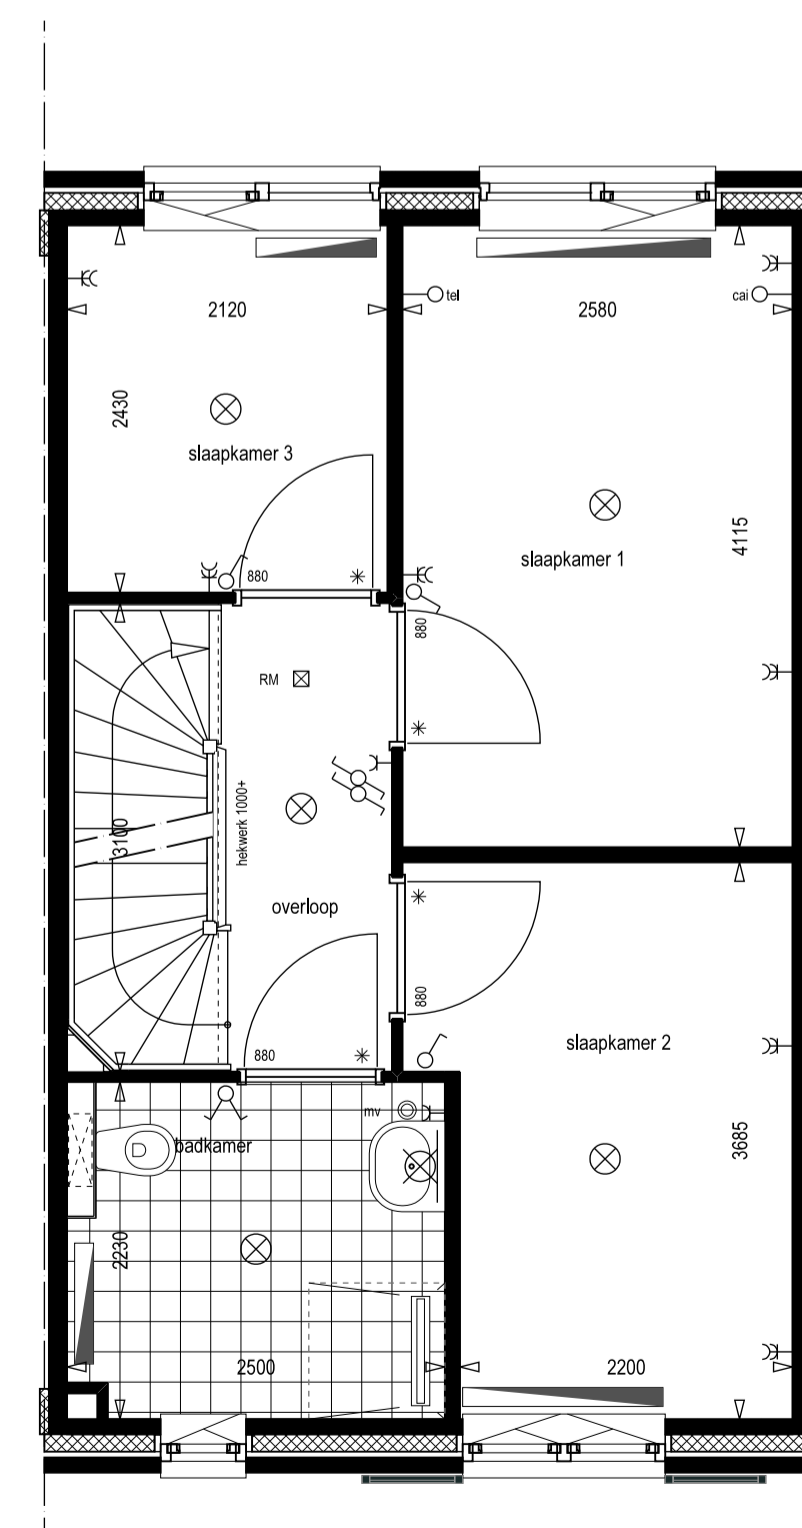 tel
cai
2120
2580
2430
slaapkamer 3
4115
slaapkamer 1
880
880
RM
hekwerk 1000+
3100
overloop
880
880
slaapkamer 2
mv
badkamer
3685
2230
2500
2200